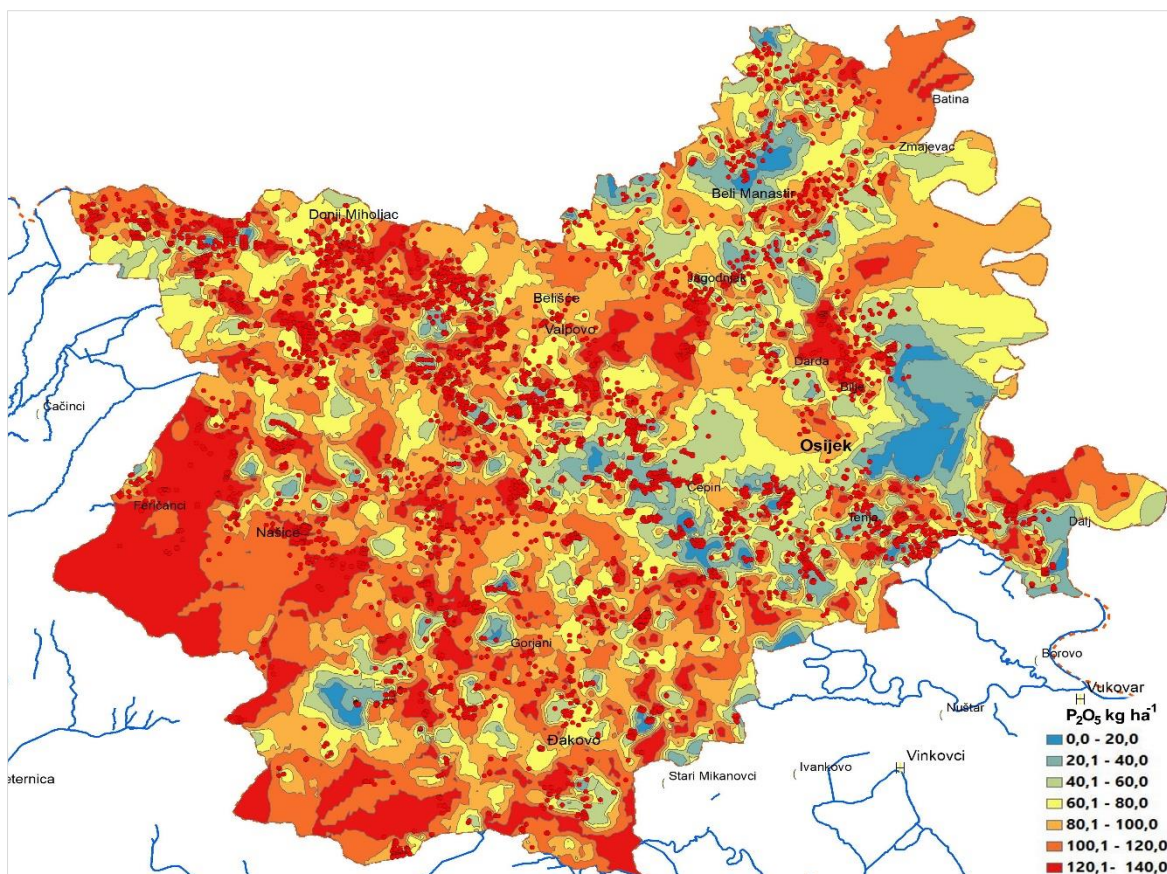 Batina
Zmajevac
Beli Manastir
Donji Miholjac
Jagodnjak
Belišće
Valpovo
Darda
Bilje
Čačinci
Osijek
Čepin
Feričanci
Našice
Tenja
Dalj
Gorjani
Borovo
Vukovar
Nuštar
Đakovo
Vinkovci
Ivankovo
Stari Mikanovci
eternica
P₂O₅ kg ha⁻¹
0,0 - 20,0
20,1 - 40,0
40,1 - 60,0
60,1 - 80,0
80,1 - 100,0
100,1 - 120,0
120,1- 140,0